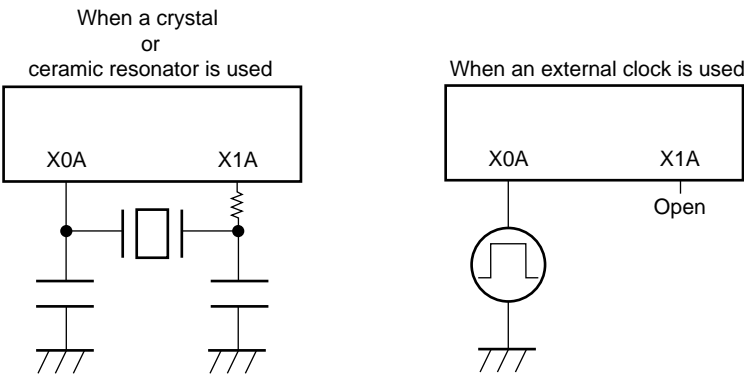 When a crystal
or
ceramic resonator is used
X0A
X1A
When an external clock is used
X0A
X1A
Open